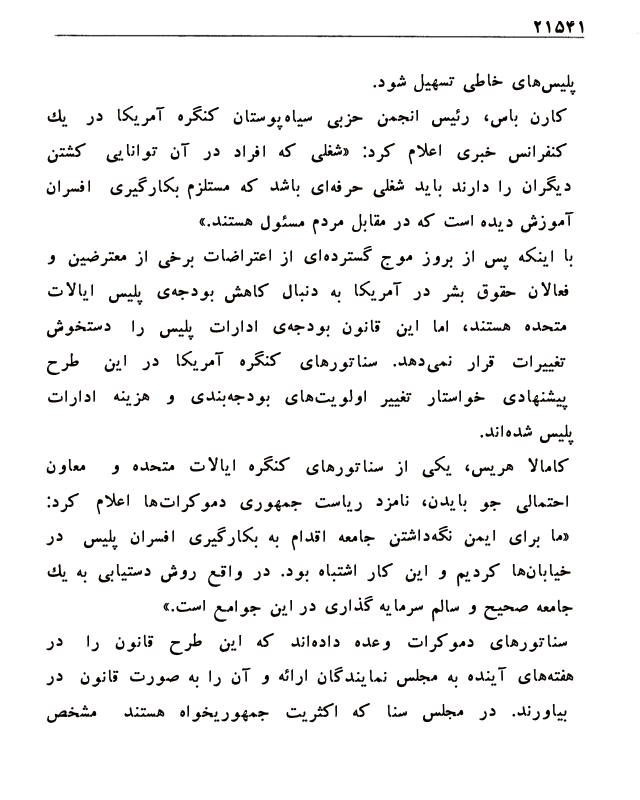 ۲۱۵۴۱
پلیس‌های خاطی تسهیل شود.
کارن باس، رئیس انجمن حزبی سیاه‌پوستان کنگره آمریکا در یك
کنفرانس خبری اعلام کرد: «شغلی که افراد در آن توانایی کشتن
دیگران را دارند باید شغلی حرفه‌ای باشد که مستلزم بکارگیری افسران
آموزش دیده است که در مقابل مردم مسئول هستند.»
با اینکه پس از بروز موج گسترده‌ای از اعتراضات برخی از معترضین و
فعالان حقوق بشر در آمریکا به دنبال کاهش بودجه‌ی پلیس ایالات
متحده هستند، اما این قانون بودجه‌ی ادارات پلیس را دستخوش
تغییرات قرار نمی‌دهد. سناتورهای کنگره آمریکا در این طرح
پیشنهادی خواستار تغییر اولویت‌های بودجه‌بندی و هزینه ادارات
پلیس شده‌اند.
کامالا هریس، یکی از سناتورهای کنگره ایالات متحده و معاون
احتمالی جو بایدن، نامزد ریاست جمهوری دموکرات‌ها اعلام کرد:
«ما برای ایمن نگه‌داشتن جامعه اقدام به بکارگیری افسران پلیس در
خیابان‌ها کردیم و این کار اشتباه بود. در واقع روش دستیابی به یك
جامعه صحیح و سالم سرمایه گذاری در این جوامع است.»
سناتورهای دموکرات وعده داده‌اند که این طرح قانون را در
هفته‌های آینده به مجلس نمایندگان ارائه و آن را به صورت قانون در
بیاورند. در مجلس سنا که اکثریت جمهوریخواه هستند مشخص